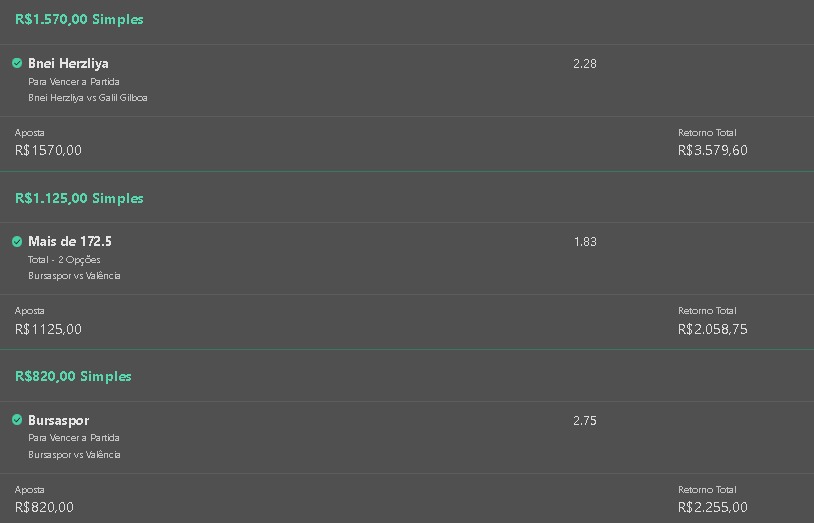 R$1.570,00 Simples
Bnei Herzliya 2.28
Para Vencer a Partida
Bnei Herzliya vs Galil Gilboa
Aposta Retorno Total
R$1570,00 R$3.579,60
R$1.125,00 Simples
Mais de 172.5 1.83
Total - 2 Opções
Bursaspor vs Valência
Aposta Retorno Total
R$1125,00 R$2.058,75
R$820,00 Simples
Bursaspor 2.75
Para Vencer a Partida
Bursaspor vs Valência
Aposta Retorno Total
R$820,00 R$2.255,00